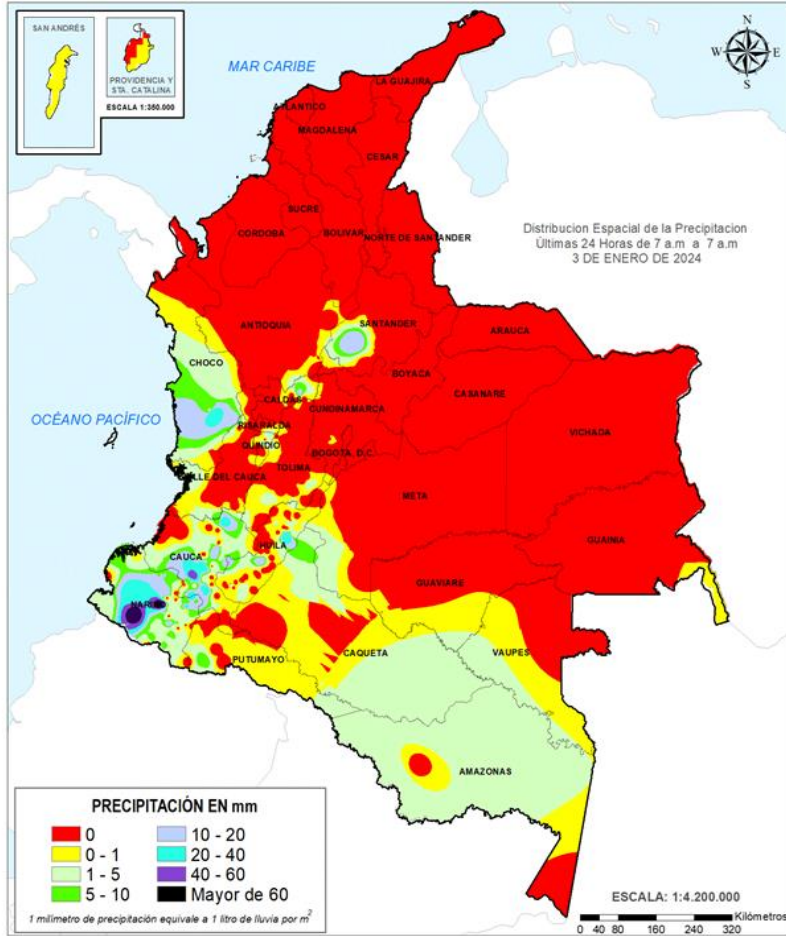 SAN ANDRÉS
PROVIDENCIA Y
STA. CATALINA
ESCALA 1:350.000
MAR CARIBE
N
W
E
S
LA GUAJIRA
ATLANTICO
MAGDALENA
CESAR
SUCRE
CORDOBA
BOLIVAR
NORTE DE SANTANDER
Distribucion Espacial de la Precipitacion
Últimas 24 Horas de 7 a.m a 7 a.m
3 DE ENERO DE 2024
ANTIOQUIA
SANTANDER
ARAUCA
CHOCO
BOYACA
CALDAS
CASANARE
CUNDINAMARCA
OCÉANO PACÍFICO
RISARALDA
VICHADA
QUINDIO
BOGOTA, D.C.
TOLIMA
VALLE DEL CAUCA
META
GUAINIA
HUILA
CAUCA
GUAVIARE
NARIÑO
CAQUETA
VAUPES
PUTUMAYO
AMAZONAS
PRECIPITACIÓN EN mm
0
10 - 20
0 - 1
20 - 40
1 - 5
40 - 60
5 - 10
Mayor de 60
1 milímetro de precipitación equivale a 1 litro de lluvia por m²
ESCALA: 1:4.200.000
Kilómetros
0 40 80 160 240 320